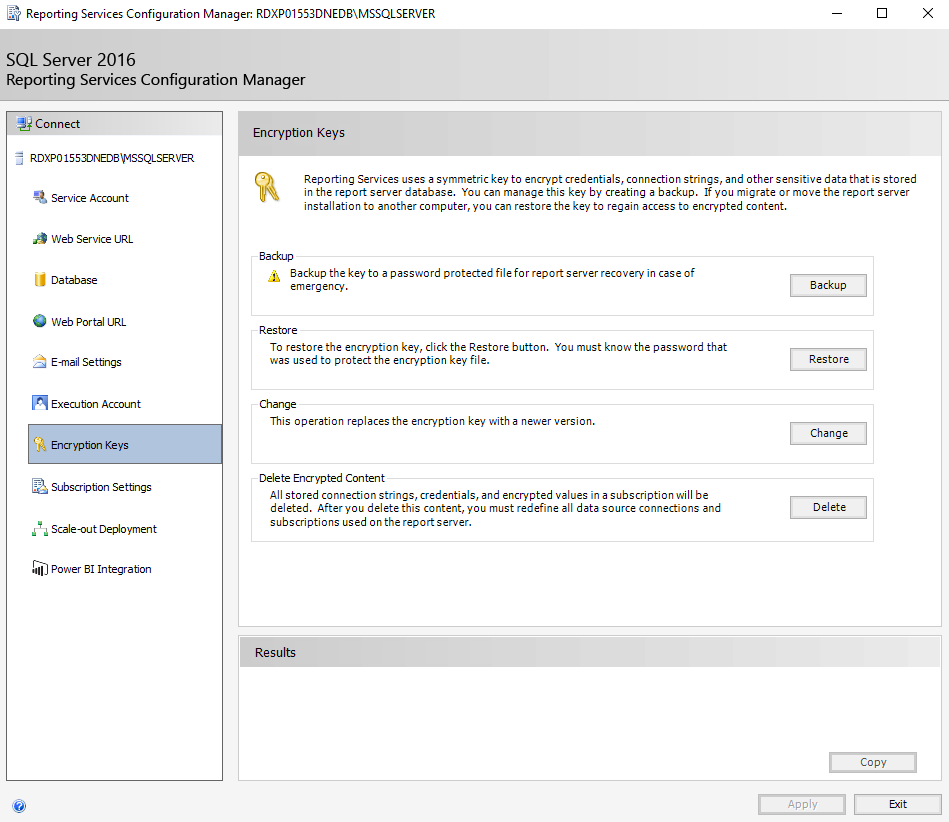 Reporting Services Configuration Manager: RDXP01553DNEDB\MSSQLSERVER
SQL Server 2016
Reporting Services Configuration Manager
Connect
RDXP01553DNEDB\MSSQLSERVER
Service Account
Web Service URL
Database
Web Portal URL
E-mail Settings
Execution Account
Encryption Keys
Subscription Settings
Scale-out Deployment
Power BI Integration
Encryption Keys
Reporting Services uses a symmetric key to encrypt credentials, connection strings, and other sensitive data that is stored
in the report server database.  You can manage this key by creating a backup.  If you migrate or move the report server
installation to another computer, you can restore the key to regain access to encrypted content.
Backup
Backup the key to a password protected file for report server recovery in case of
emergency.
Backup
Restore
To restore the encryption key, click the Restore button.  You must know the password that
was used to protect the encryption key file.
Restore
Change
This operation replaces the encryption key with a newer version.
Change
Delete Encrypted Content
All stored connection strings, credentials, and encrypted values in a subscription will be
deleted.  After you delete this content, you must redefine all data source connections and
subscriptions used on the report server.
Delete
Results
Copy
?
Apply
Exit